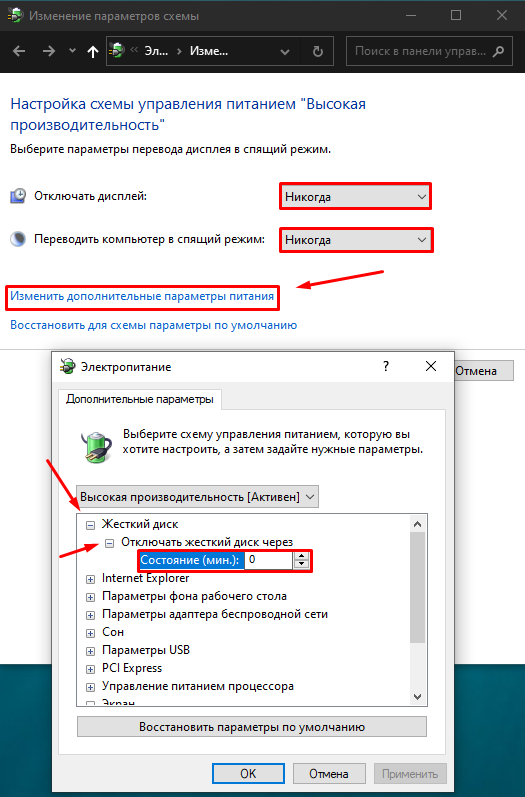 Изменение параметров схемы
Эл...
Изме...
Поиск в панели управ...
Настройка схемы управления питанием "Высокая
производительность"
Выберите параметры перевода дисплея в спящий режим.
Отключать дисплей:
Никогда
Переводить компьютер в спящий режим:
Никогда
Изменить дополнительные параметры питания
Восстановить для схемы параметры по умолчанию
Отмена
Электропитание
?
Дополнительные параметры
Выберите схему управления питанием, которую вы
хотите настроить, а затем задайте нужные параметры.
Высокая производительность [Активен]
Жесткий диск
Отключать жесткий диск через
Состояние (мин.): 0
Internet Explorer
Параметры фона рабочего стола
Параметры адаптера беспроводной сети
Сон
Параметры USB
PCI Express
Управление питанием процессора
Экран
Восстановить параметры по умолчанию
OK
Отмена
Применить